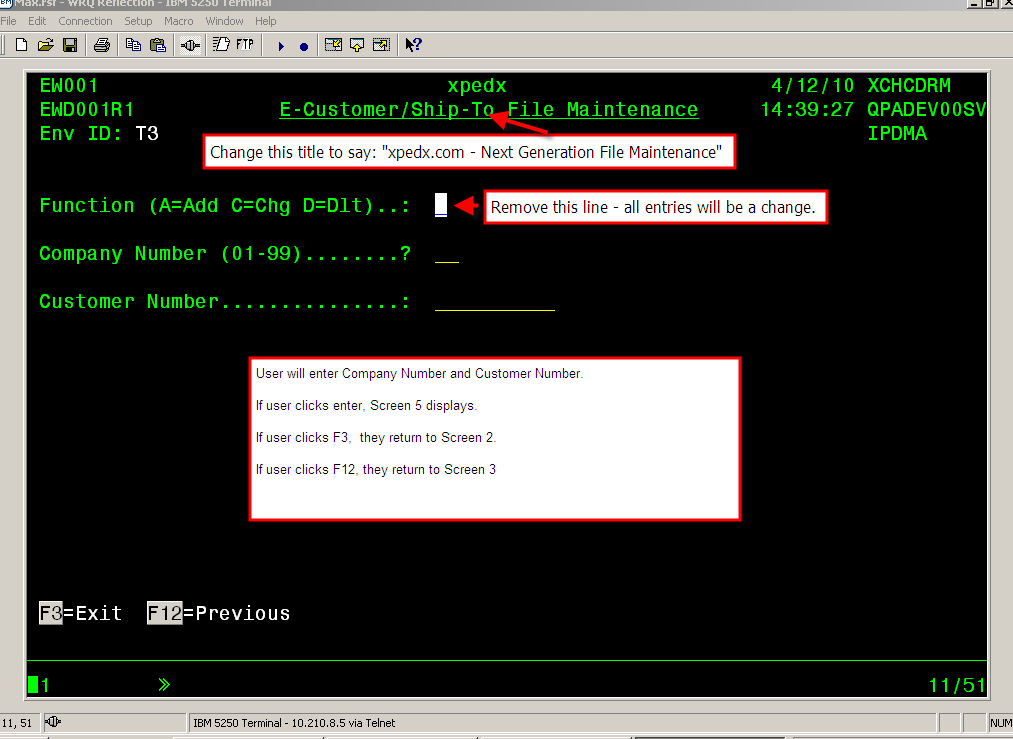 Max.rsf - WRQ Reflection - IBM 5250 Terminal
File Edit Connection Setup Macro Window Help
FTP
EW001 xpedx 4/12/10 XCHCDRM
EWD001R1 E-Customer/Ship-To File Maintenance 14:39:27 QPADEV00SV
Env ID: T3 IPDMA
Change this title to say: "xpedx.com - Next Generation File Maintenance"
Function (A=Add C=Chg D=Dlt)..: Remove this line - all entries will be a change.
Company Number (01-99)........?
Customer Number...............:
User will enter Company Number and Customer Number.
If user clicks enter, Screen 5 displays.
If user clicks F3, they return to Screen 2.
If user clicks F12, they return to Screen 3
F3=Exit F12=Previous
1 » 11/51
11, 51 IBM 5250 Terminal - 10.210.8.5 via Telnet NUM